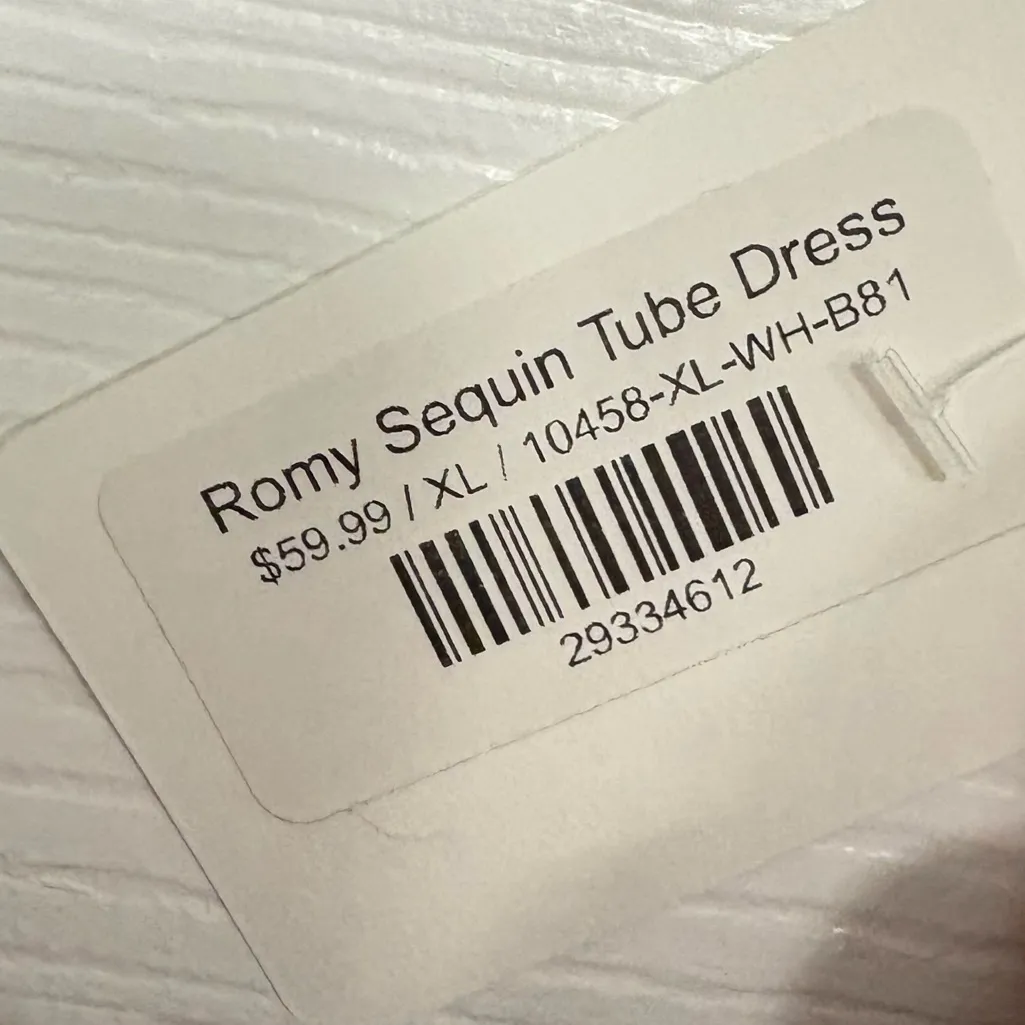 Romy Sequin Tube Dress
$59.99 / XL / 10458-XL-WH-B81
29334612